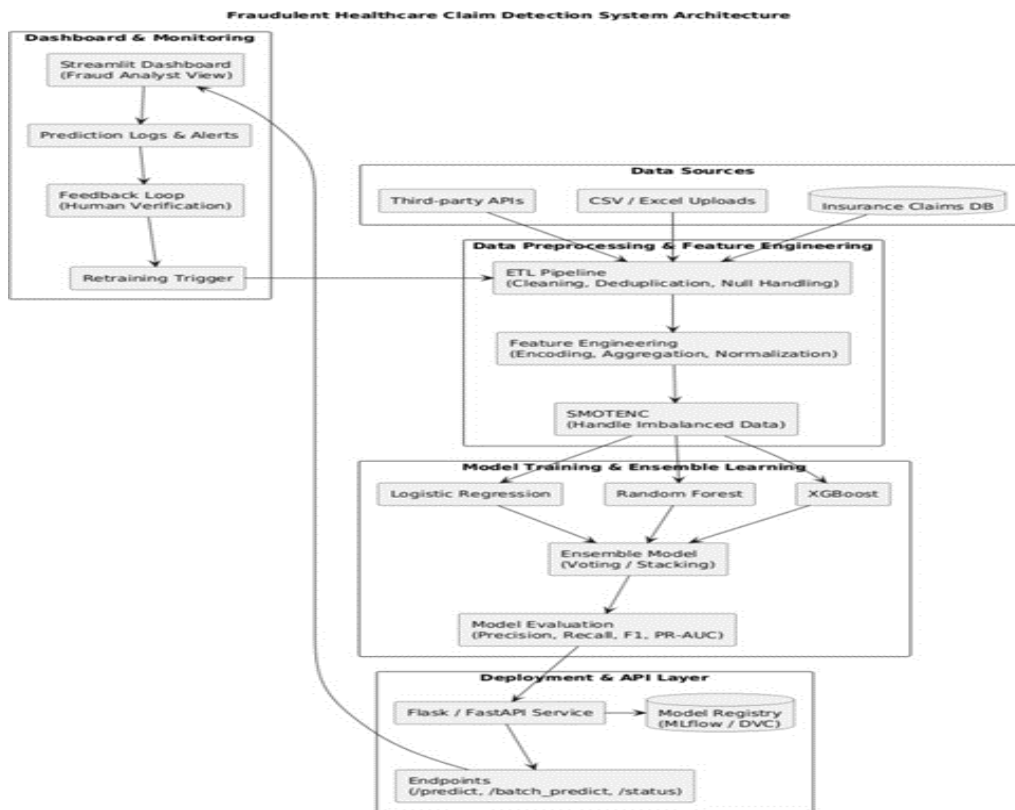 Fraudulent Healthcare Claim Detection System Architecture
Dashboard & Monitoring
Streamlit Dashboard
(Fraud Analyst View)
Prediction Logs & Alerts
Feedback Loop
(Human Verification)
Retraining Trigger
Data Sources
Third-party APIs
CSV / Excel Uploads
Insurance Claims DB
Data Preprocessing & Feature Engineering
ETL Pipeline
(Cleaning, Deduplication, Null Handling)
Feature Engineering
(Encoding, Aggregation, Normalization)
SMOTENC
(Handle Imbalanced Data)
Model Training & Ensemble Learning
Logistic Regression
Random Forest
XGBoost
Ensemble Model
(Voting / Stacking)
Model Evaluation
(Precision, Recall, F1, PR-AUC)
Deployment & API Layer
Flask / FastAPI Service
Model Registry
(MLflow / DVC)
Endpoints
(/predict, /batch_predict, /status)